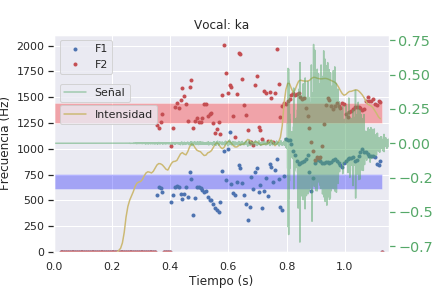 Vocal: ka
F1
F2
Señal
Intensidad
Frecuencia (Hz)
2000
1750
1500
1250
1000
750
500
250
0
0.75
0.50
0.25
0.00
−0.2
−0.5
−0.7
0.0 0.2 0.4 0.6 0.8 1.0
Tiempo (s)